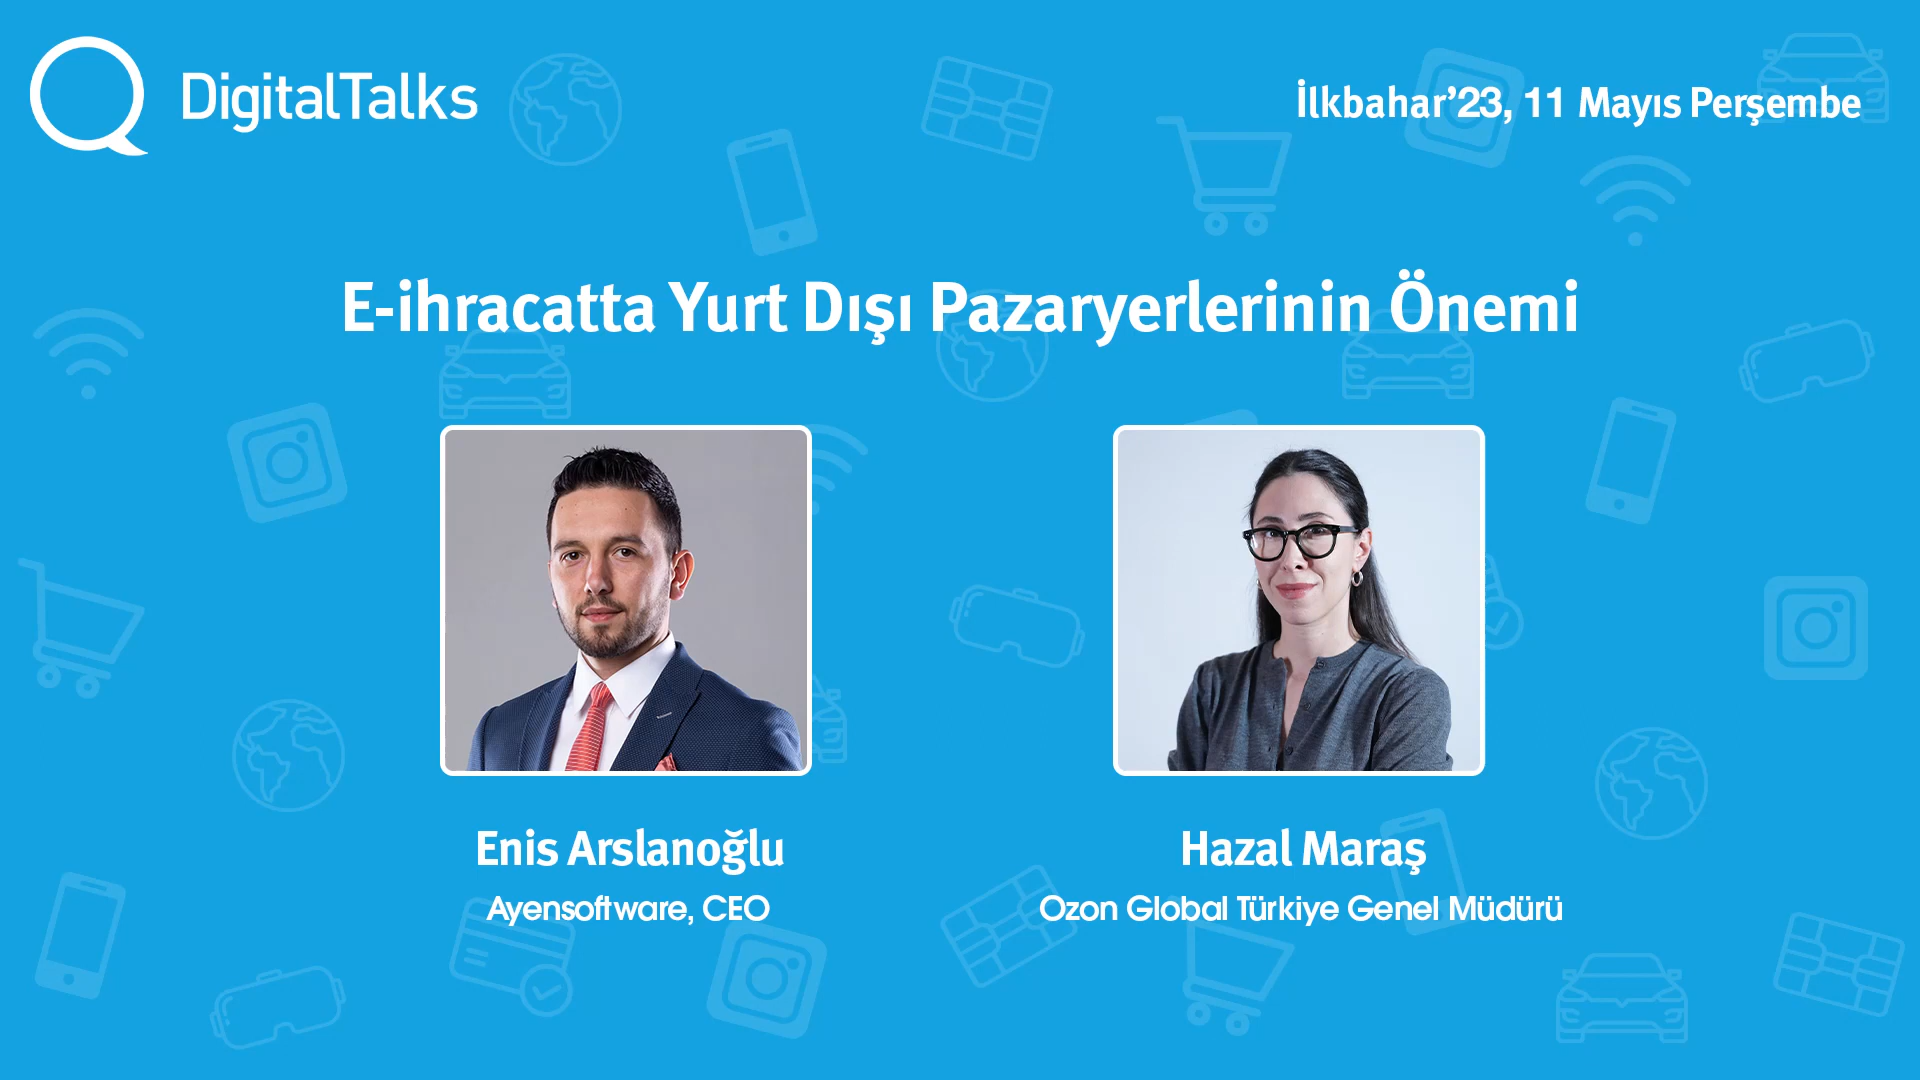 DigitalTalks
İlkbahar’23, 11 Mayıs Perşembe
E-ihracatta Yurt Dışı Pazaryerlerinin Önemi
Enis Arslanoğlu
Ayensoftware, CEO
Hazal Maraş
Ozon Global Türkiye Genel Müdürü